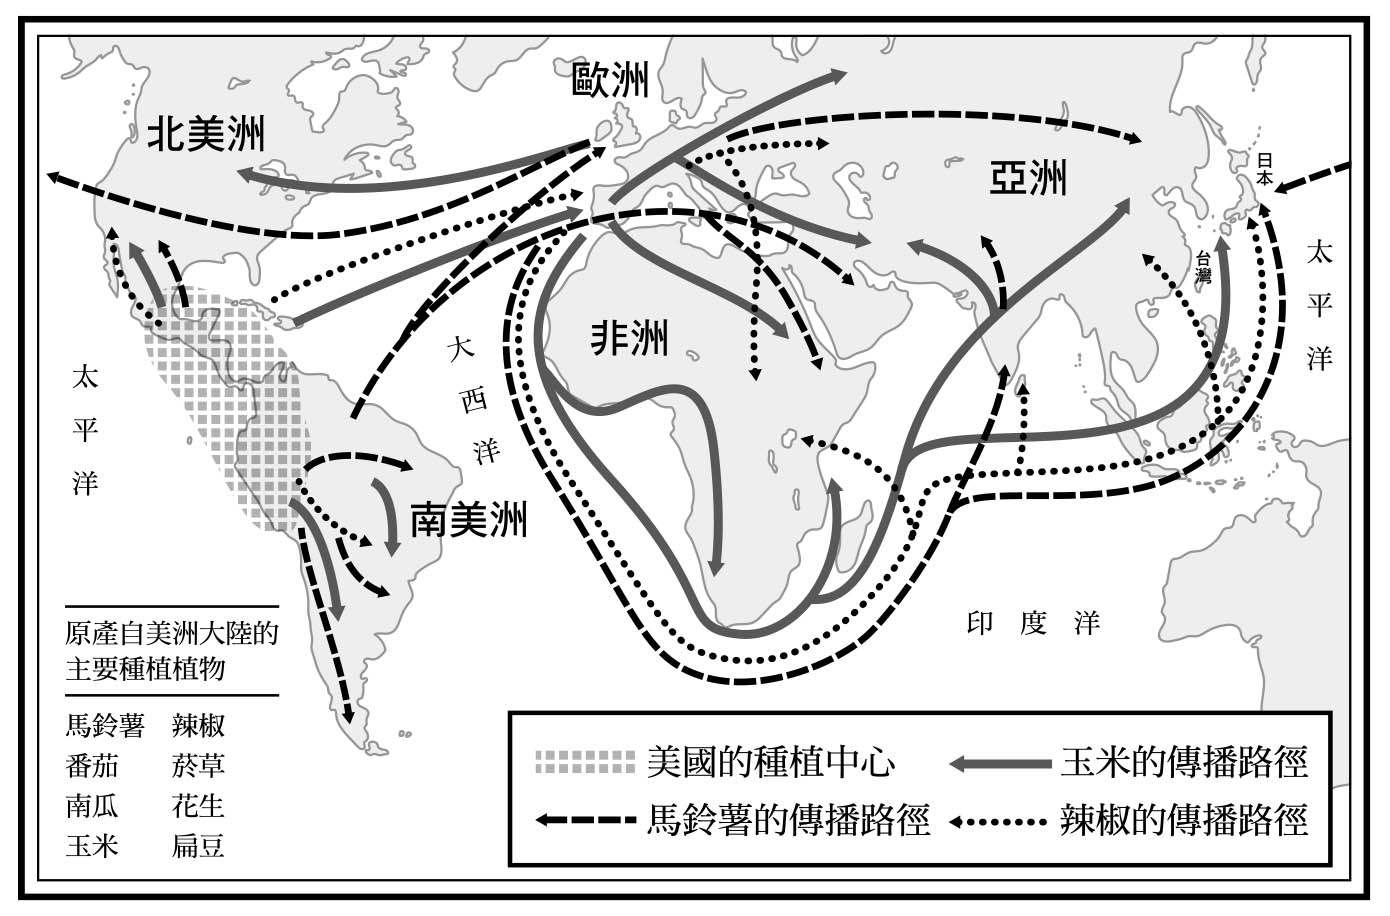 歐洲
北美洲
亞洲
日本
台灣
太平洋
非洲
大西洋
太平洋
南美洲
印度洋
原產自美洲大陸的
主要種植植物
馬鈴薯 辣椒
番茄 菸草
南瓜 花生
玉米 扁豆
美國的種植中心 玉米的傳播路徑
馬鈴薯的傳播路徑 辣椒的傳播路徑